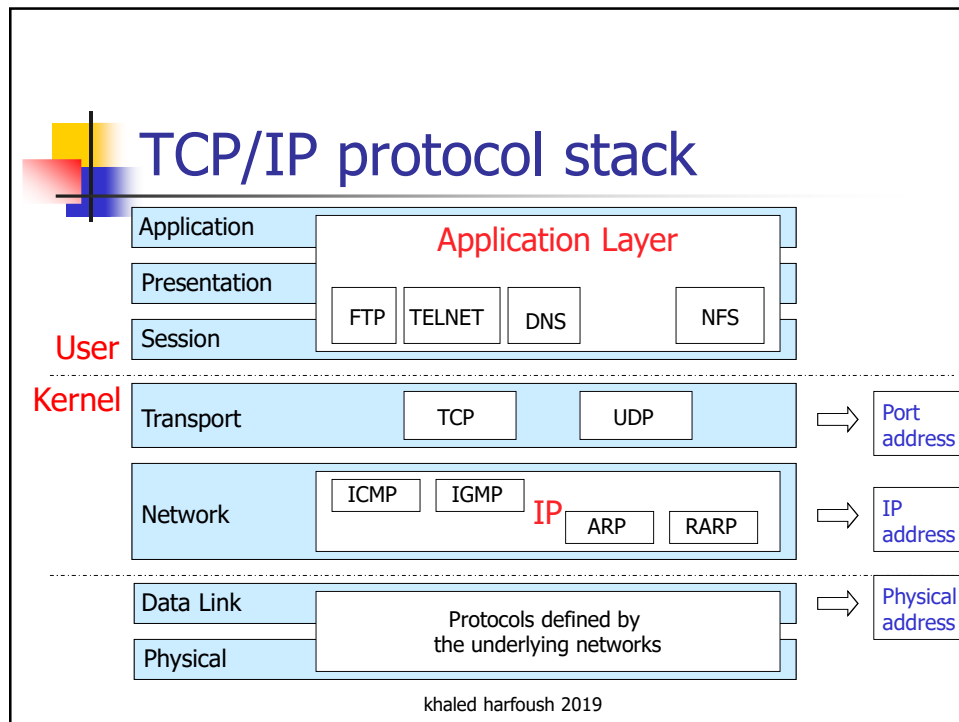 TCP/IP protocol stack
Application
Application Layer
Presentation
FTP
TELNET
DNS
NFS
Session
User
Kernel
Transport
TCP
UDP
Port
address
Network
ICMP
IGMP
IP
ARP
RARP
IP
address
Data Link
Protocols defined by
the underlying networks
Physical
address
Physical
khaled harfoush 2019